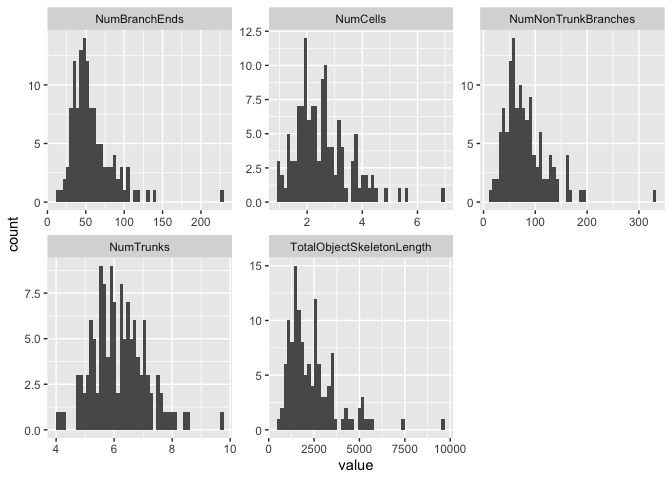 NumBranchEnds NumCells NumNonTrunkBranches
10
5
0
0 50 100 150 200
12.5
10.0
7.5
5.0
2.5
0.0
2 4 6
10
5
0
0 100 200 300
count
NumTrunks TotalObjectSkeletonLength
7.5
5.0
2.5
0.0
4 6 8 10
15
10
5
0
0 2500 5000 7500 10000
value